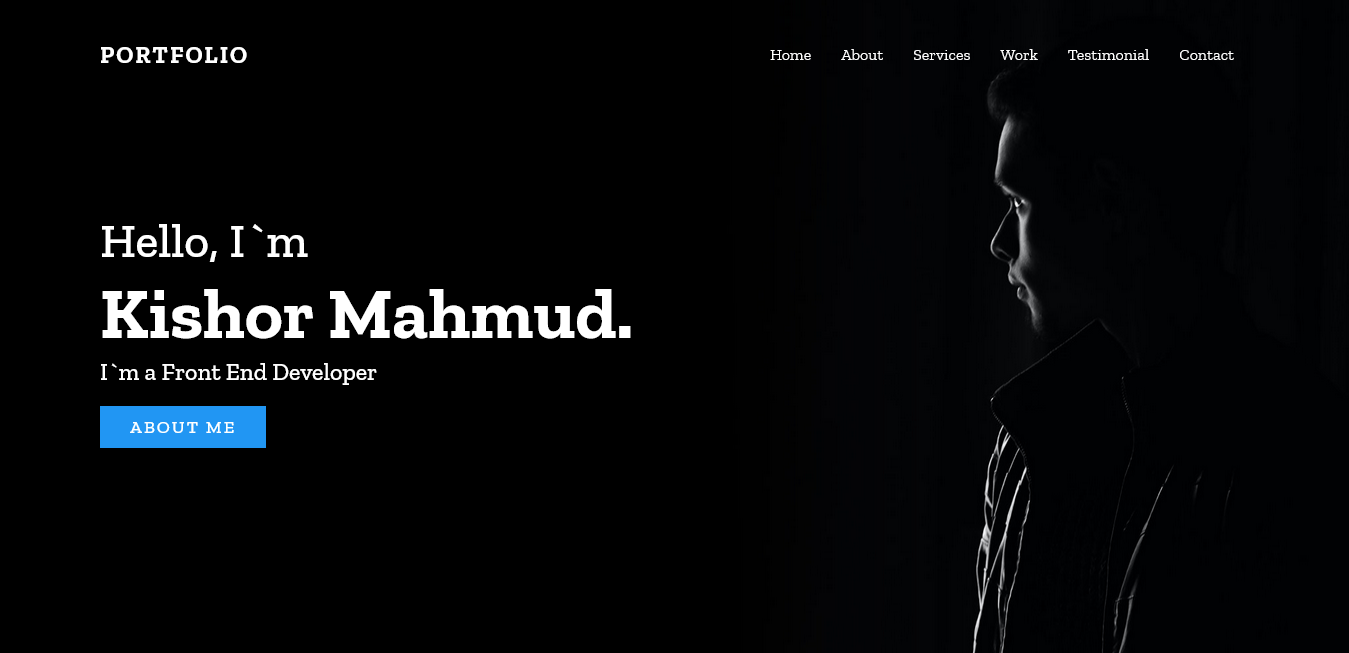 PORTFOLIO
Home About Services Work Testimonial Contact
Hello, I`m
Kishor Mahmud.
I`m a Front End Developer
ABOUT ME